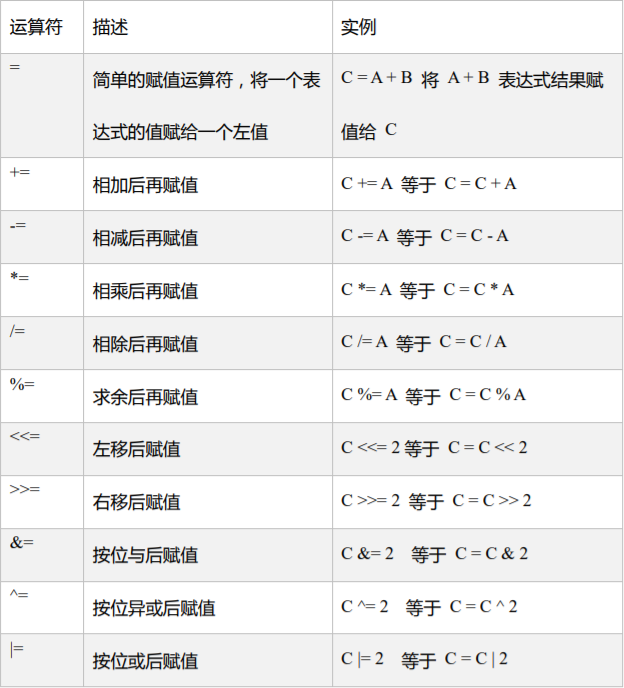 运算符 描述 实例
= 简单的赋值运算符，将一个表 C = A + B 将 A + B 表达式结果赋
达式的值赋给一个左值 值给 C
+= 相加后再赋值 C += A 等于 C = C + A
-= 相减后再赋值 C -= A 等于 C = C - A
*= 相乘后再赋值 C *= A 等于 C = C * A
/= 相除后再赋值 C /= A 等于 C = C / A
%= 求余后再赋值 C %= A 等于 C = C % A
<<= 左移后赋值 C <<= 2 等于 C = C << 2
>>= 右移后赋值 C >>= 2 等于 C = C >> 2
&= 按位与后赋值 C &= 2 等于 C = C & 2
^= 按位异或后赋值 C ^= 2 等于 C = C ^ 2
|= 按位或后赋值 C |= 2 等于 C = C | 2